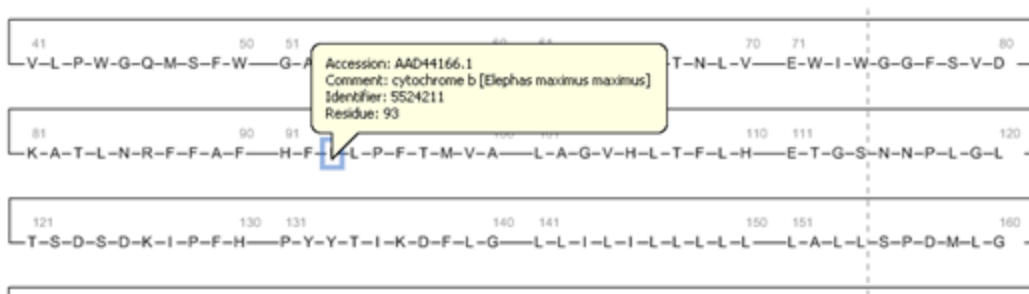 41 50 51 70 71 80
V-L-P-W-G-Q-M-S-F-W—G-A T-N-L-V—E-W-I-W-G-G-F-S-V-D
Accession: AAD44166.1
Comment: cytochrome b [Elephas maximus maximus]
Identifier: 5524211
Residue: 93
81 90 91 110 111 120
K-A-T-L-N-R-F-F-A-F—H-F- -L-P-F-T-M-V-A—L-A-G-V-H-L-T-F-L-H—E-T-G-S-N-N-P-L-G-L
121 130 131 140 141 150 151 160
T-S-D-S-D-K-I-P-F-H—P-Y-Y-T-I-K-D-F-L-G—L-L-I-L-I-L-L-L-L-L—L-A-L-L-S-P-D-M-L-G